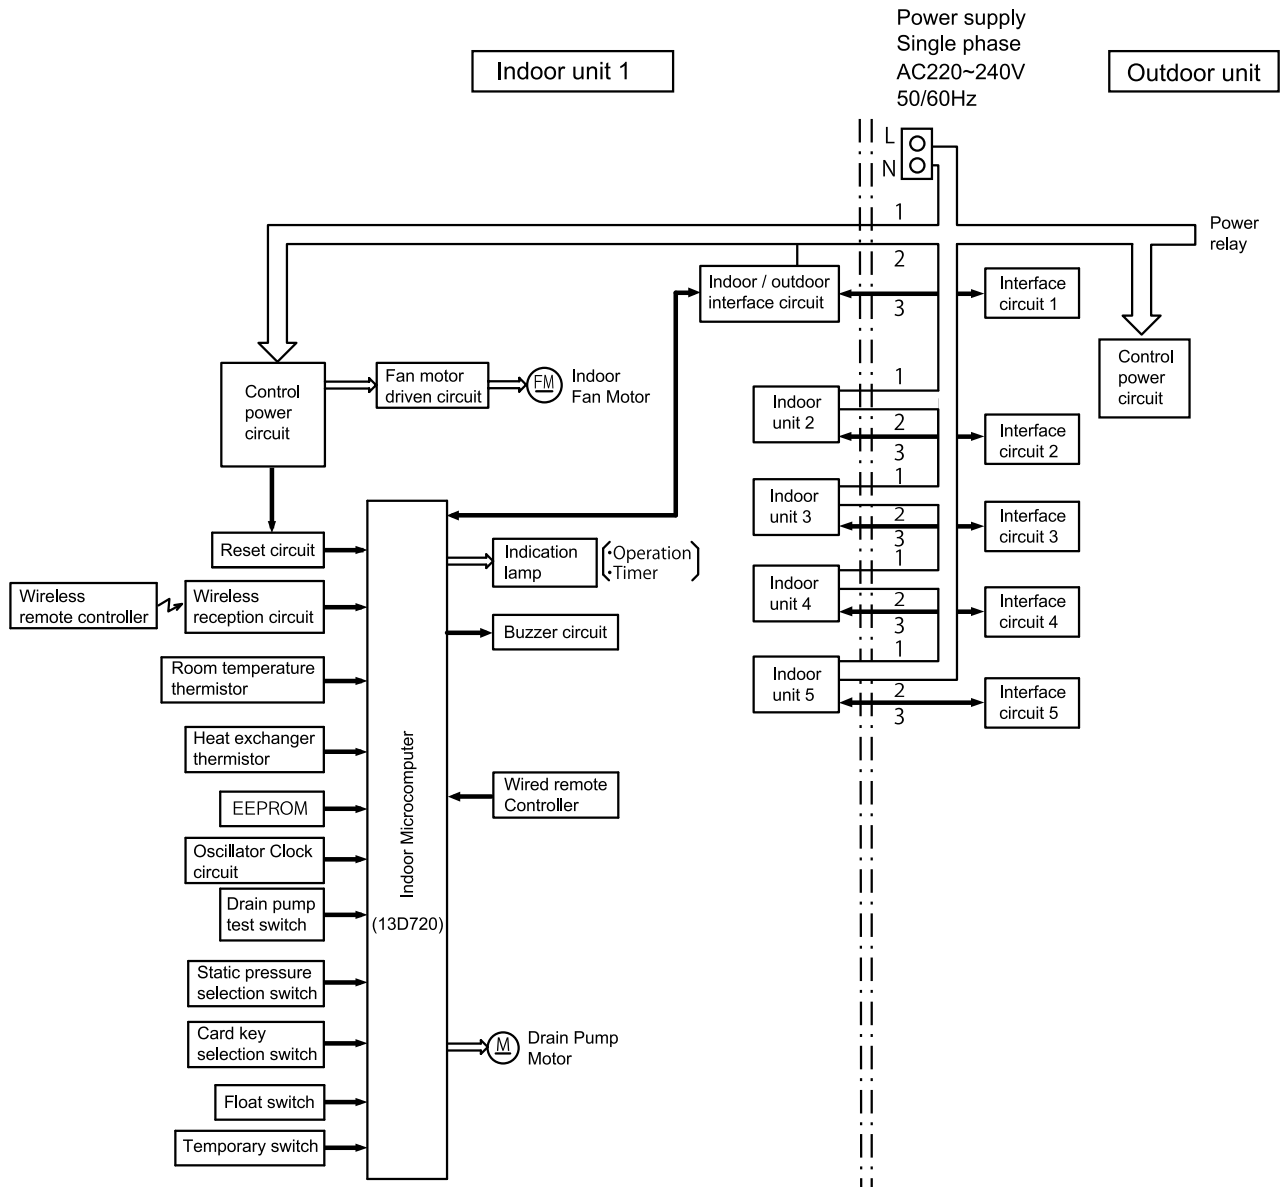 Power supply
Single phase
AC220~240V
50/60Hz
Indoor unit 1
Outdoor unit
L
N
1
Power
relay
2
Indoor / outdoor
interface circuit
3
Interface
circuit 1
Control
power
circuit
Control
power
circuit
Fan motor
driven circuit
FM
Indoor
Fan Motor
1
Indoor
unit 2
2
3
Interface
circuit 2
1
Indoor
unit 3
2
3
Interface
circuit 3
1
Indoor
unit 4
2
3
Interface
circuit 4
1
Indoor
unit 5
2
3
Interface
circuit 5
Reset circuit
Indication
lamp
・Operation
・Timer
Wireless
remote controller
Wireless
reception circuit
Buzzer circuit
Room temperature
thermistor
Heat exchanger
thermistor
Wired remote
Controller
EEPROM
Oscillator Clock
circuit
Indoor Microcomputer
(13D720)
Drain pump
test switch
Static pressure
selection switch
Card key
selection switch
M
Drain Pump
Motor
Float switch
Temporary switch